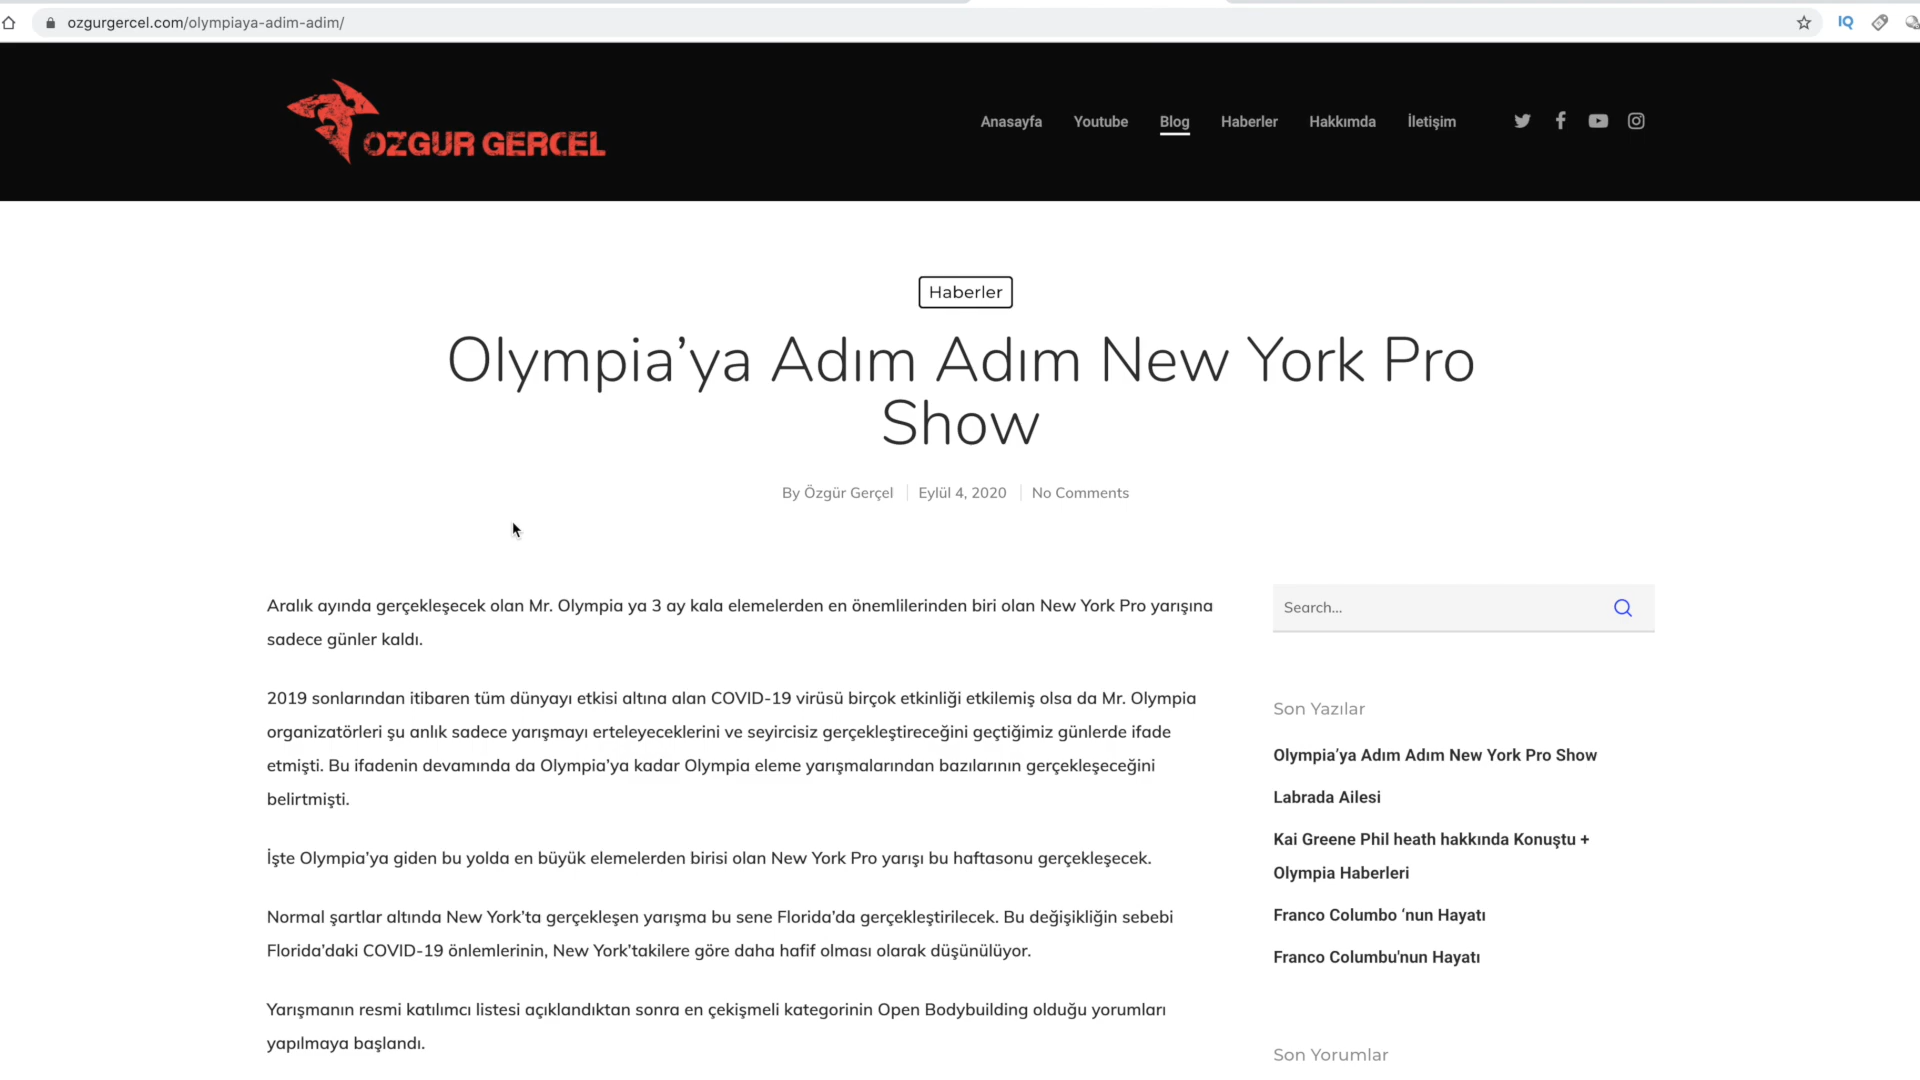 ozgurgercel.com/olympiaya-adim-adim/
IQ
OZGUR GERCEL
Anasayfa
Youtube
Blog
Haberler
Hakkımda
İletişim
Haberler
Olympia’ya Adım Adım New York Pro
Show
By Özgür Gerçel
Eylül 4, 2020
No Comments
Aralık ayında gerçekleşecek olan Mr. Olympia ya 3 ay kala elemelerden en önemlilerinden biri olan New York Pro yarışına
sadece günler kaldı.
2019 sonlarından itibaren tüm dünyayı etkisi altına alan COVID-19 virüsü birçok etkinliği etkilemiş olsa da Mr. Olympia
organizatörleri şu anlık sadece yarışmayı erteleyeceklerini ve seyircisiz gerçekleştireceğini geçtiğimiz günlerde ifade
etmişti. Bu ifadenin devamında da Olympia’ya kadar Olympia eleme yarışmalarından bazılarının gerçekleşeceğini
belirtmişti.
İşte Olympia’ya giden bu yolda en büyük elemelerden birisi olan New York Pro yarışı bu haftasonu gerçekleşecek.
Normal şartlar altında New York’ta gerçekleşen yarışma bu sene Florida’da gerçekleştirilecek. Bu değişikliğin sebebi
Florida’daki COVID-19 önlemlerinin, New York’takilere göre daha hafif olması olarak düşünülüyor.
Yarışmanın resmi katılımcı listesi açıklandıktan sonra en çekişmeli kategorinin Open Bodybuilding olduğu yorumları
yapılmaya başlandı.
Search...
Son Yazılar
Olympia’ya Adım Adım New York Pro Show
Labrada Ailesi
Kai Greene Phil heath hakkında Konuştu +
Olympia Haberleri
Franco Columbo ‘nun Hayatı
Franco Columbu'nun Hayatı
Son Yorumlar